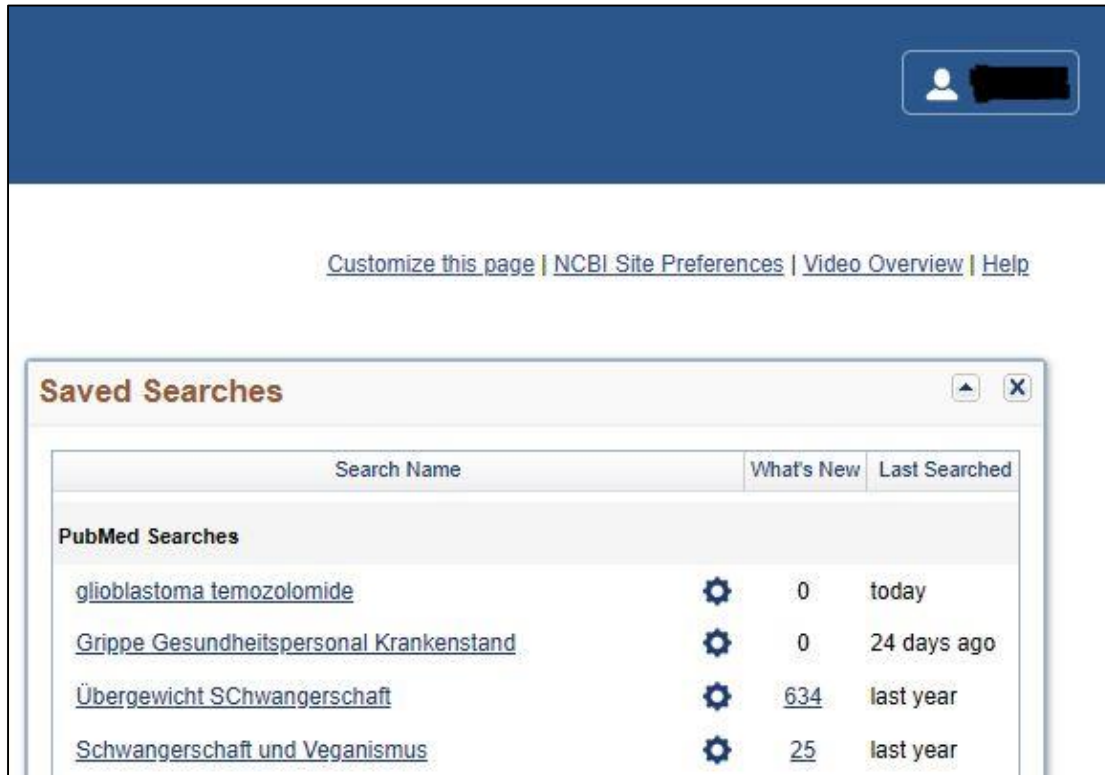 Customize this page | NCBI Site Preferences | Video Overview | Help
Saved Searches
Search Name What's New Last Searched
PubMed Searches
glioblastoma temozolomide 0 today
Grippe Gesundheitspersonal Krankenstand 0 24 days ago
Übergewicht SChwangerschaft 634 last year
Schwangerschaft und Veganismus 25 last year